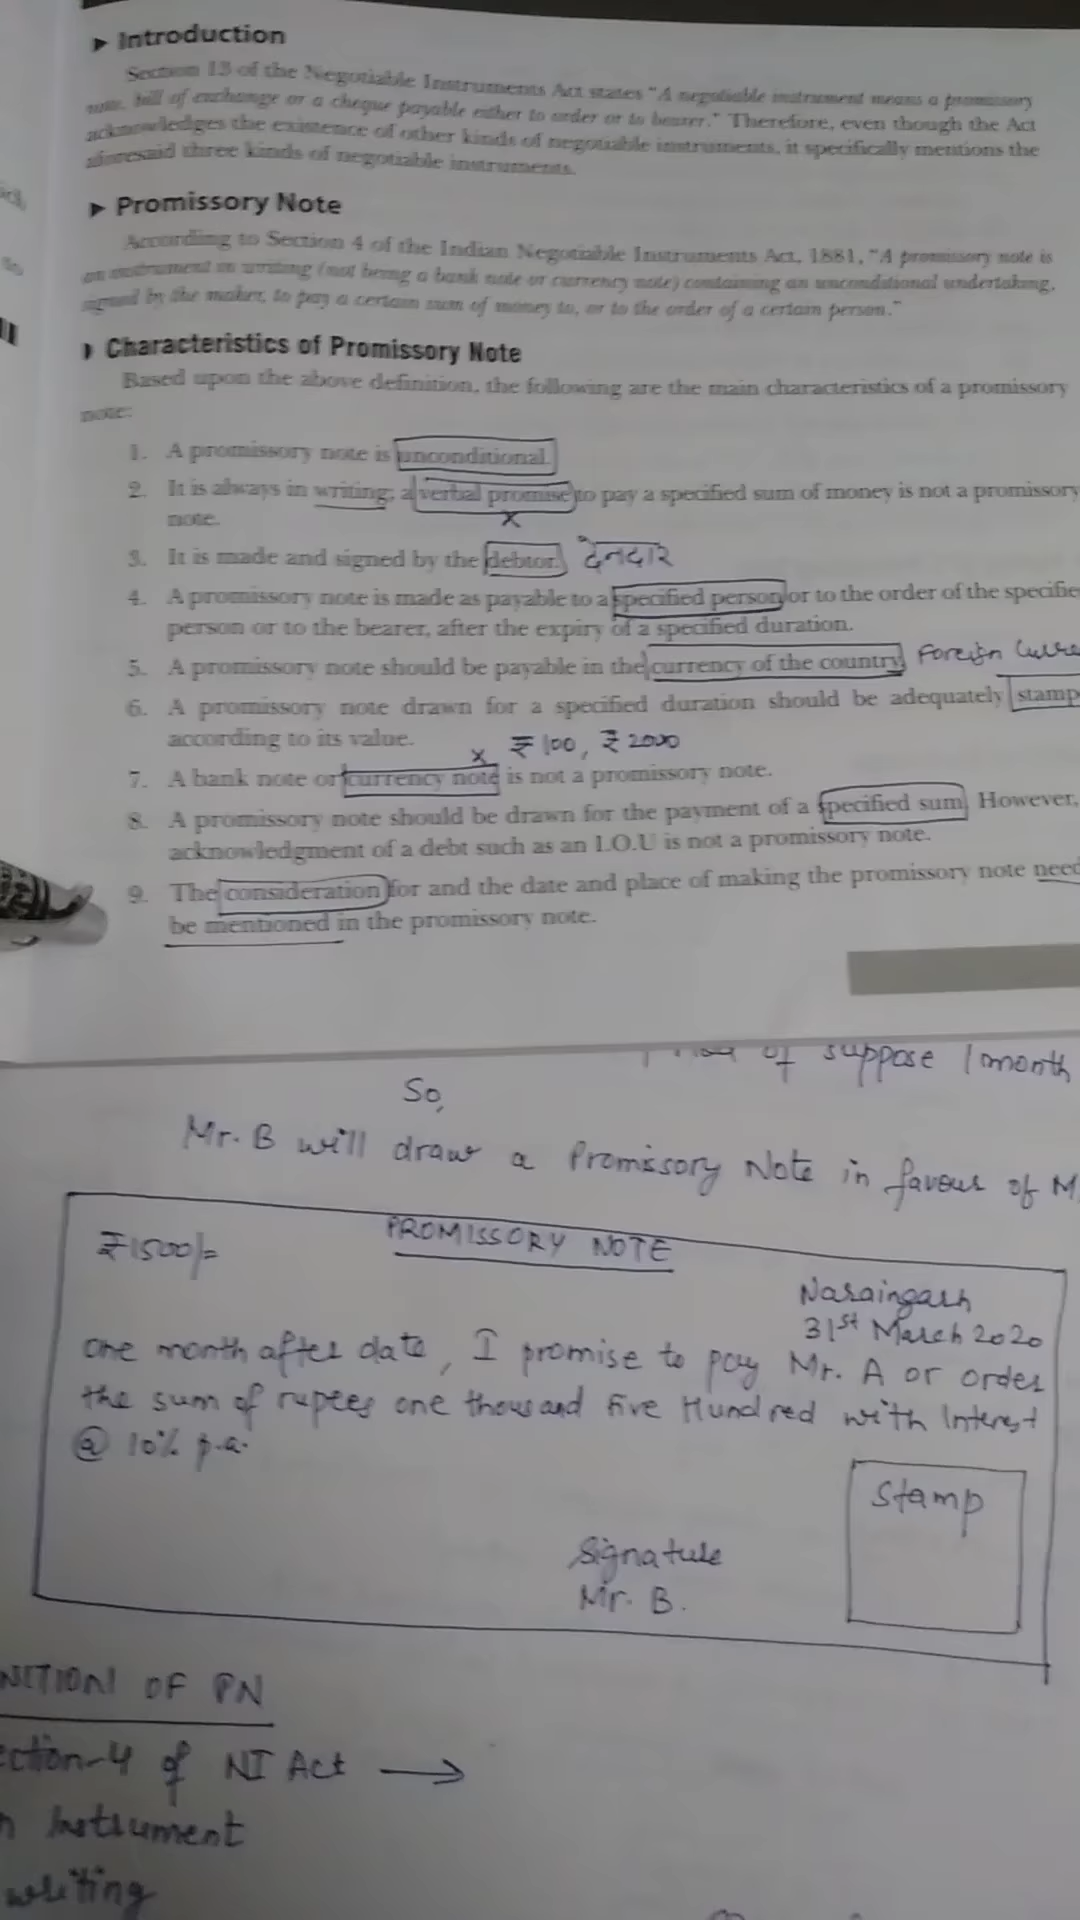 ▶ Introduction
Section 13 of the Negotiable Instruments Act states "A negotiable instrument means a promissory
note, bill of exchange or a cheque payable either to order or to bearer." Therefore, even though the Act
acknowledges the existence of other kinds of negotiable instruments, it specifically mentions the
aforesaid three kinds of negotiable instruments.
▶ Promissory Note
According to Section 4 of the Indian Negotiable Instruments Act, 1881, "A promissory note is
an instrument in writing (not being a bank note or currency note) containing an unconditional undertaking,
signed by the maker, to pay a certain sum of money to, or to the order of a certain person."
Characteristics of Promissory Note
Based upon the above definition, the following are the main characteristics of a promissory
note:
1. A promissory note is unconditional.
2. It is always in writing; a verbal promise to pay a specified sum of money is not a promissory
note.
x
3. It is made and signed by the debtor. देनदार
4. A promissory note is made as payable to a specified person or to the order of the specifie
person or to the bearer, after the expiry of a specified duration.
5. A promissory note should be payable in the currency of the country. Foreign Curre
6. A promissory note drawn for a specified duration should be adequately stamp
according to its value.
x ₹ 100, ₹ 2000
7. A bank note or currency note is not a promissory note.
8. A promissory note should be drawn for the payment of a specified sum. However,
acknowledgment of a debt such as an I.O.U is not a promissory note.
9. The consideration for and the date and place of making the promissory note need
be mentioned in the promissory note.
of suppose 1 month
So,
Mr. B will draw a Promissory Note in favour of M
PROMISSORY NOTE
₹1500/=
Naraingarh
31st March 2020
One month after date, I promise to pay Mr. A or order
the sum of rupees one thousand five Hundred with Interest
@ 10% p.a.
Stamp
Signature
Mr. B.
NITION OF PN
ection-4 of NI Act →
n Instrument
writing